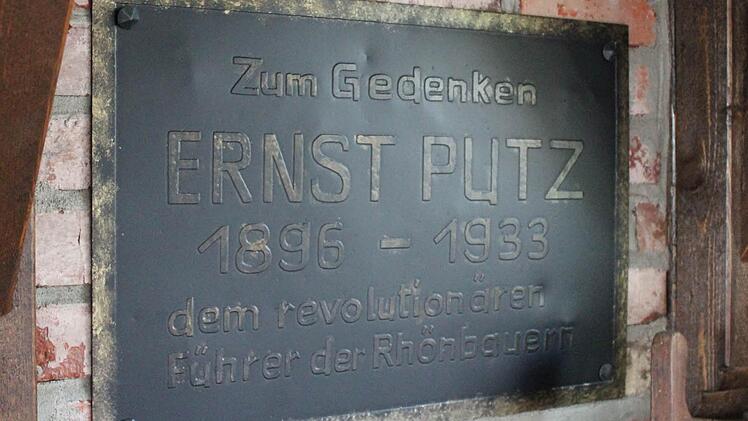 Zum Gedenken
ERNST PUTZ
1896 - 1933
dem revolutionären
Führer der Rhönbauern